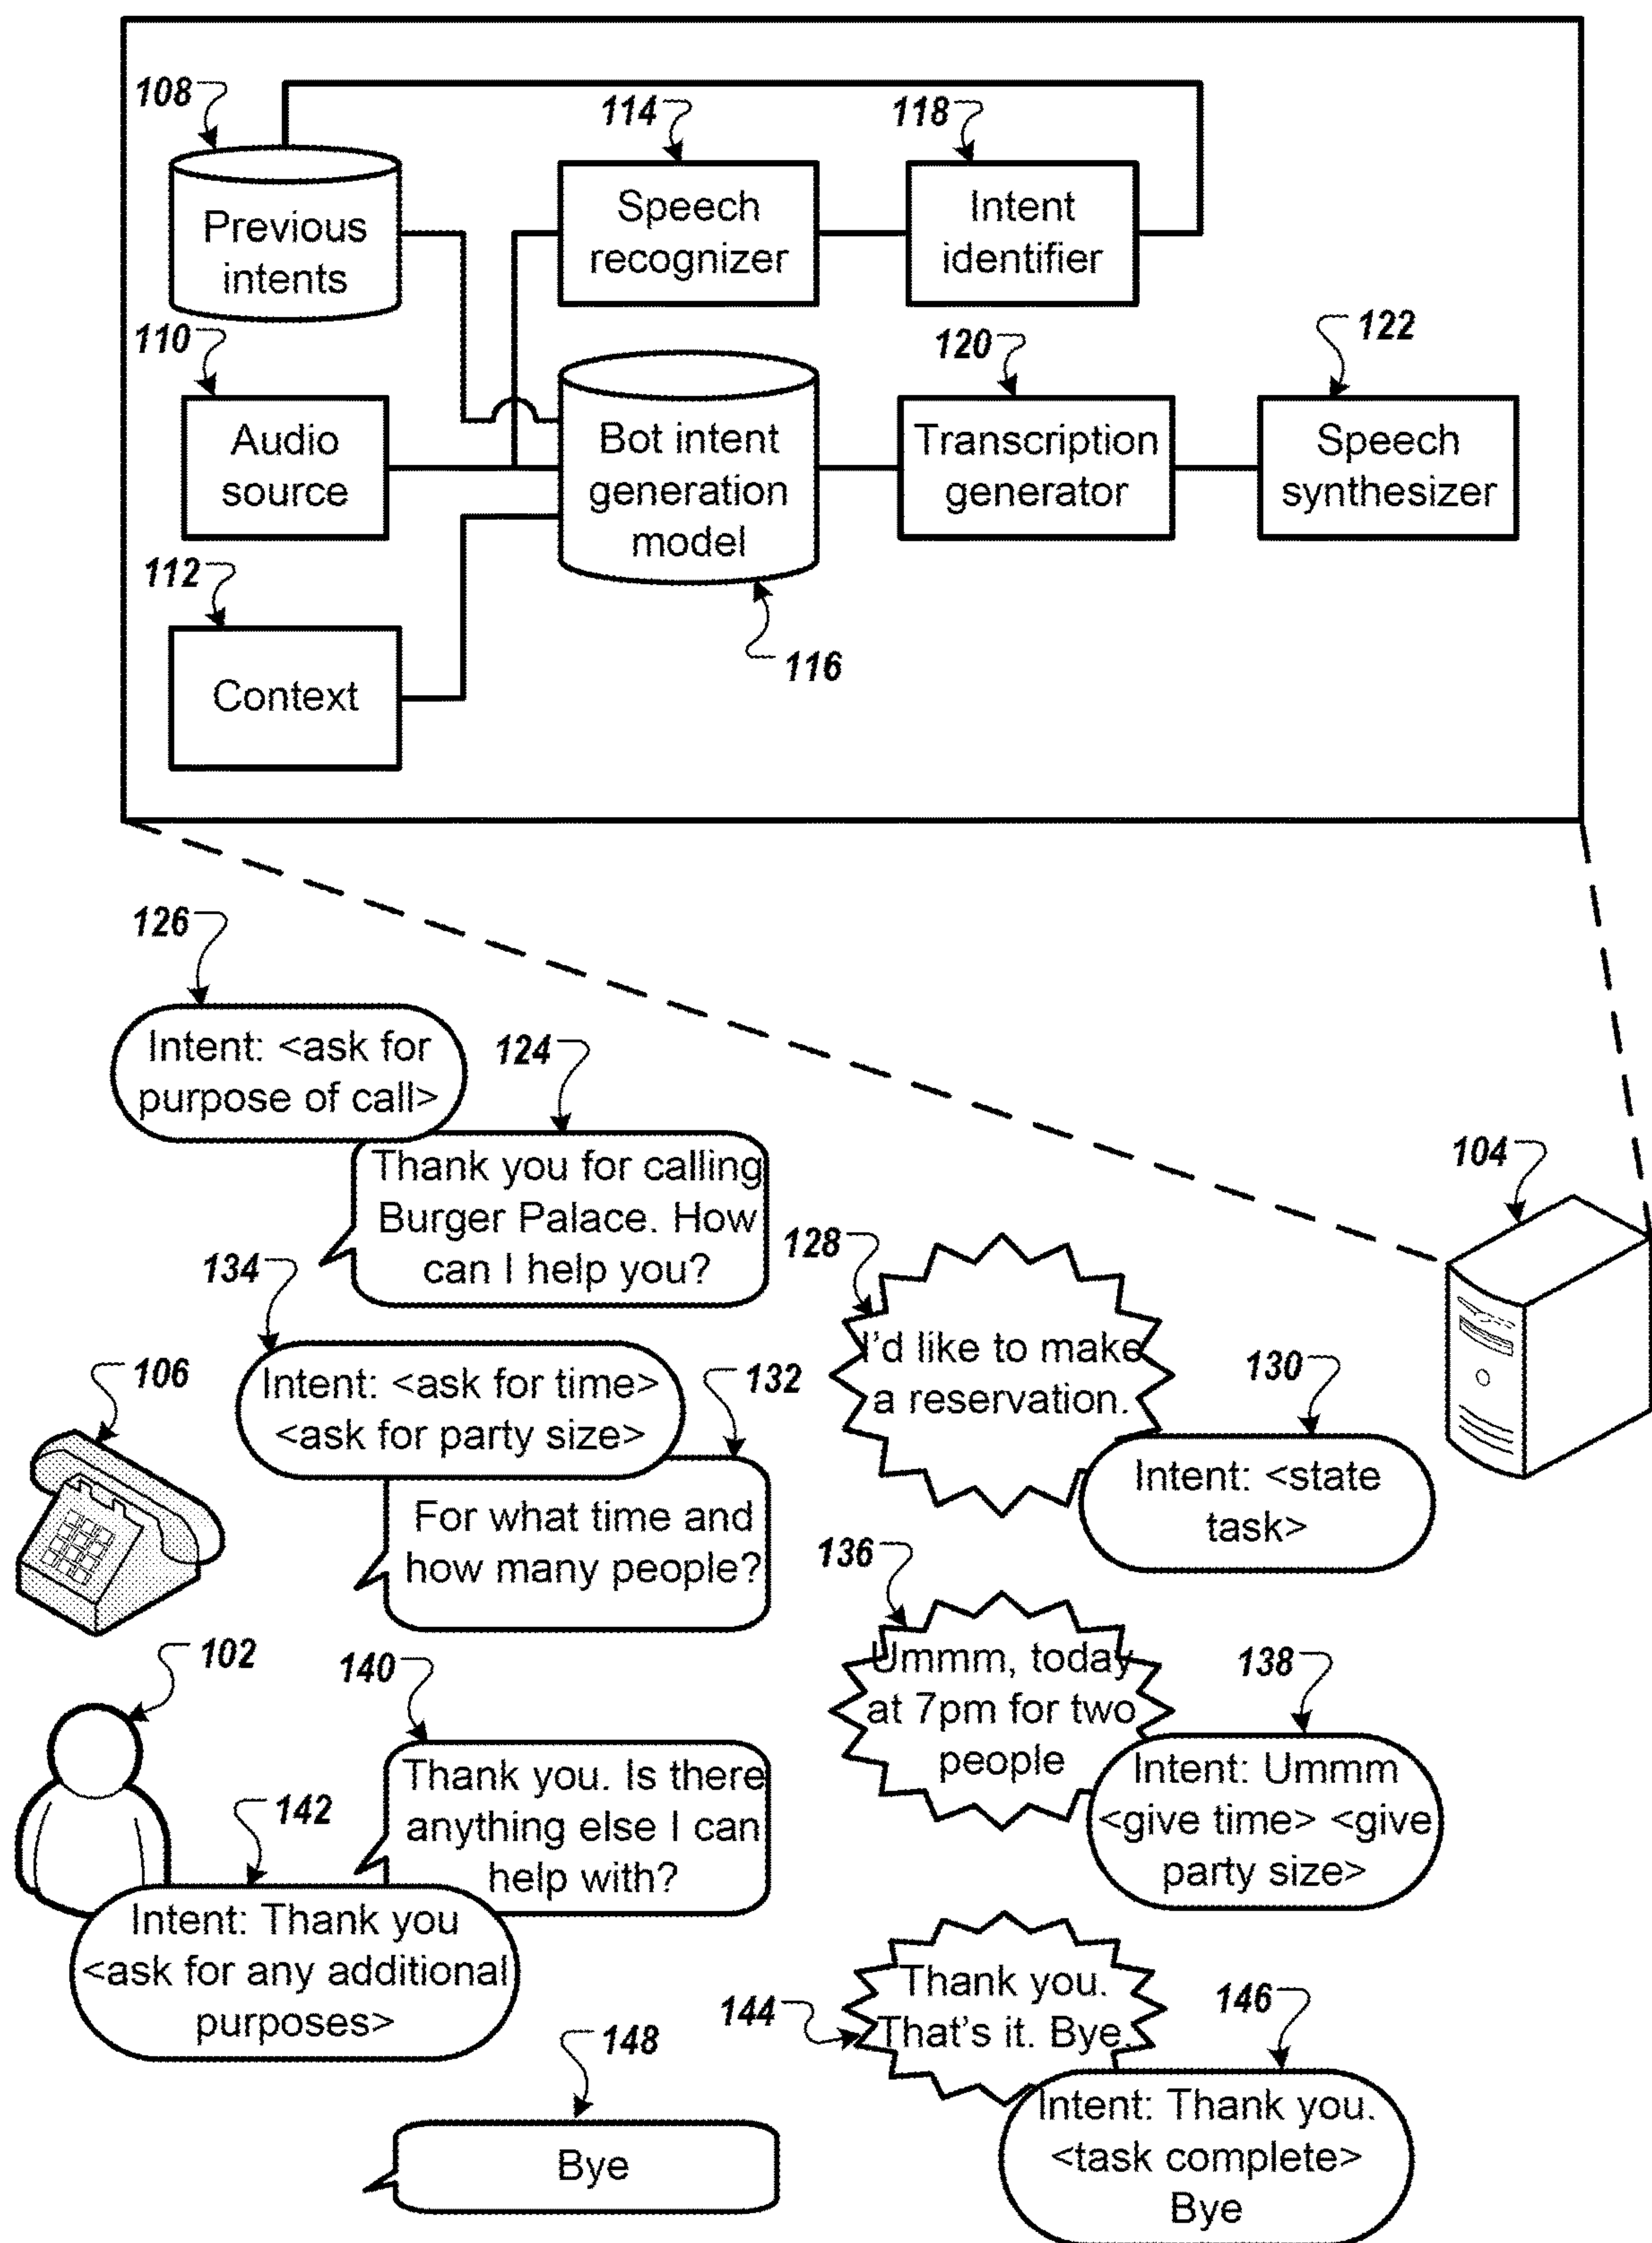 108
114
118
Previous
intents
Speech
recognizer
Intent
identifier
110
120
122
Audio
source
Bot intent
generation
model
Transcription
generator
Speech
synthesizer
112
116
Context
126
Intent: <ask for
purpose of call>
124
Thank you for calling
Burger Palace. How
can I help you?
104
128
I'd like to make
a reservation.
130
Intent: <state
task>
134
Intent: <ask for time>
<ask for party size>
132
For what time and
how many people?
106
136
Ummm, today
at 7pm for two
people
138
Intent: Ummm
<give time> <give
party size>
102
140
Thank you. Is there
anything else I can
help with?
142
Intent: Thank you
<ask for any additional
purposes>
144
Thank you.
That's it. Bye.
146
Intent: Thank you.
<task complete>
Bye
148
Bye